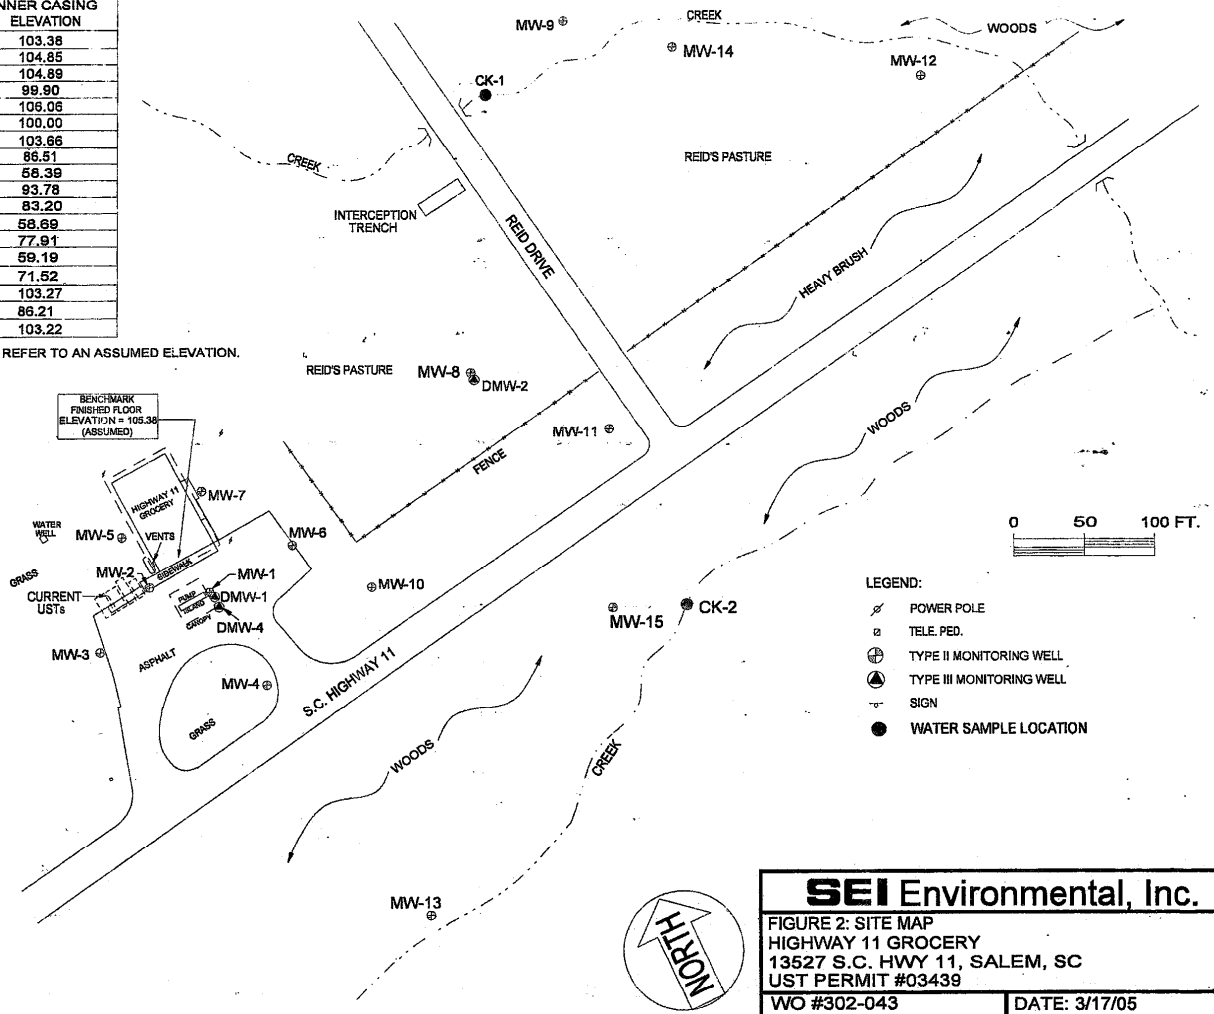 NNER CASING
ELEVATION
103.38
104.85
104.89
99.90
106.06
100.00
103.66
86.51
58.39
93.78
83.20
58.69
77.91
59.19
71.52
103.27
86.21
103.22
REFER TO AN ASSUMED ELEVATION.
MW-9
CREEK
MW-14
WOODS
MW-12
CK-1
CREEK
REID'S PASTURE
INTERCEPTION
TRENCH
REID DRIVE
HEAVY BRUSH
REID'S PASTURE
MW-8
DMW-2
BENCHMARK
FINISHED FLOOR
ELEVATION = 105.38
(ASSUMED)
MW-11
WOODS
FENCE
HIGHWAY 11
GROCERY
MW-7
WATER
WELL
MW-5
VENTS
MW-6
SIDEWALK
GRASS
MW-2
MW-1
MW-10
CURRENT
USTs
PUMP
ISLAND
DMW-1
CANOPY
DMW-4
MW-15
CK-2
MW-3
ASPHALT
MW-4
S.C. HIGHWAY 11
GRASS
WOODS
CREEK
MW-13
0 50 100 FT.
LEGEND:
POWER POLE
TELE. PED.
TYPE II MONITORING WELL
TYPE III MONITORING WELL
SIGN
WATER SAMPLE LOCATION
NORTH
SEI Environmental, Inc.
FIGURE 2: SITE MAP
HIGHWAY 11 GROCERY
13527 S.C. HWY 11, SALEM, SC
UST PERMIT #03439
WO #302-043
DATE: 3/17/05